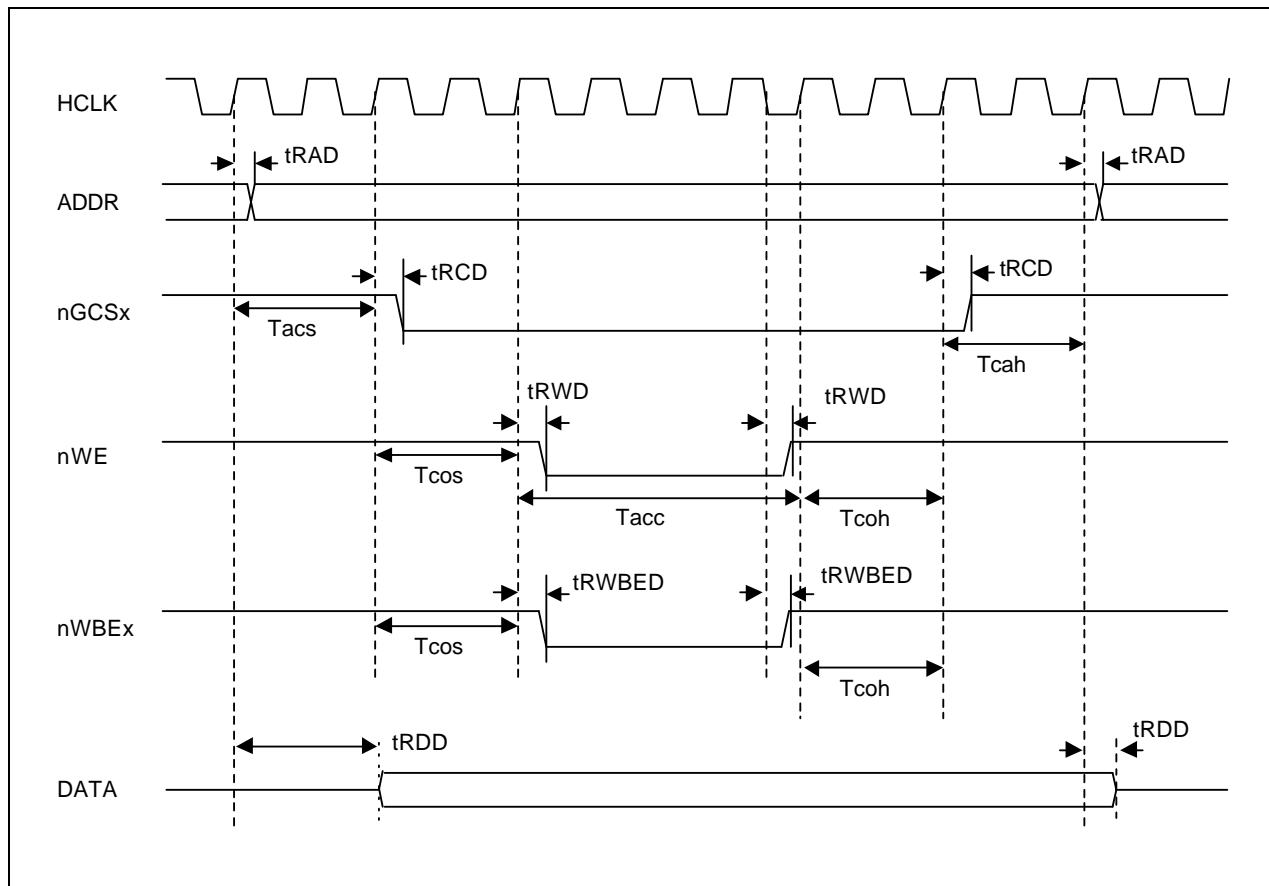 HCLK
tRAD
tRAD
ADDR
tRCD
tRCD
nGCSx
Tacs
Tcah
tRWD
tRWD
nWE
Tcos
Tacc
Tcoh
tRWBED
tRWBED
nWBEx
Tcos
Tcoh
tRDD
tRDD
DATA